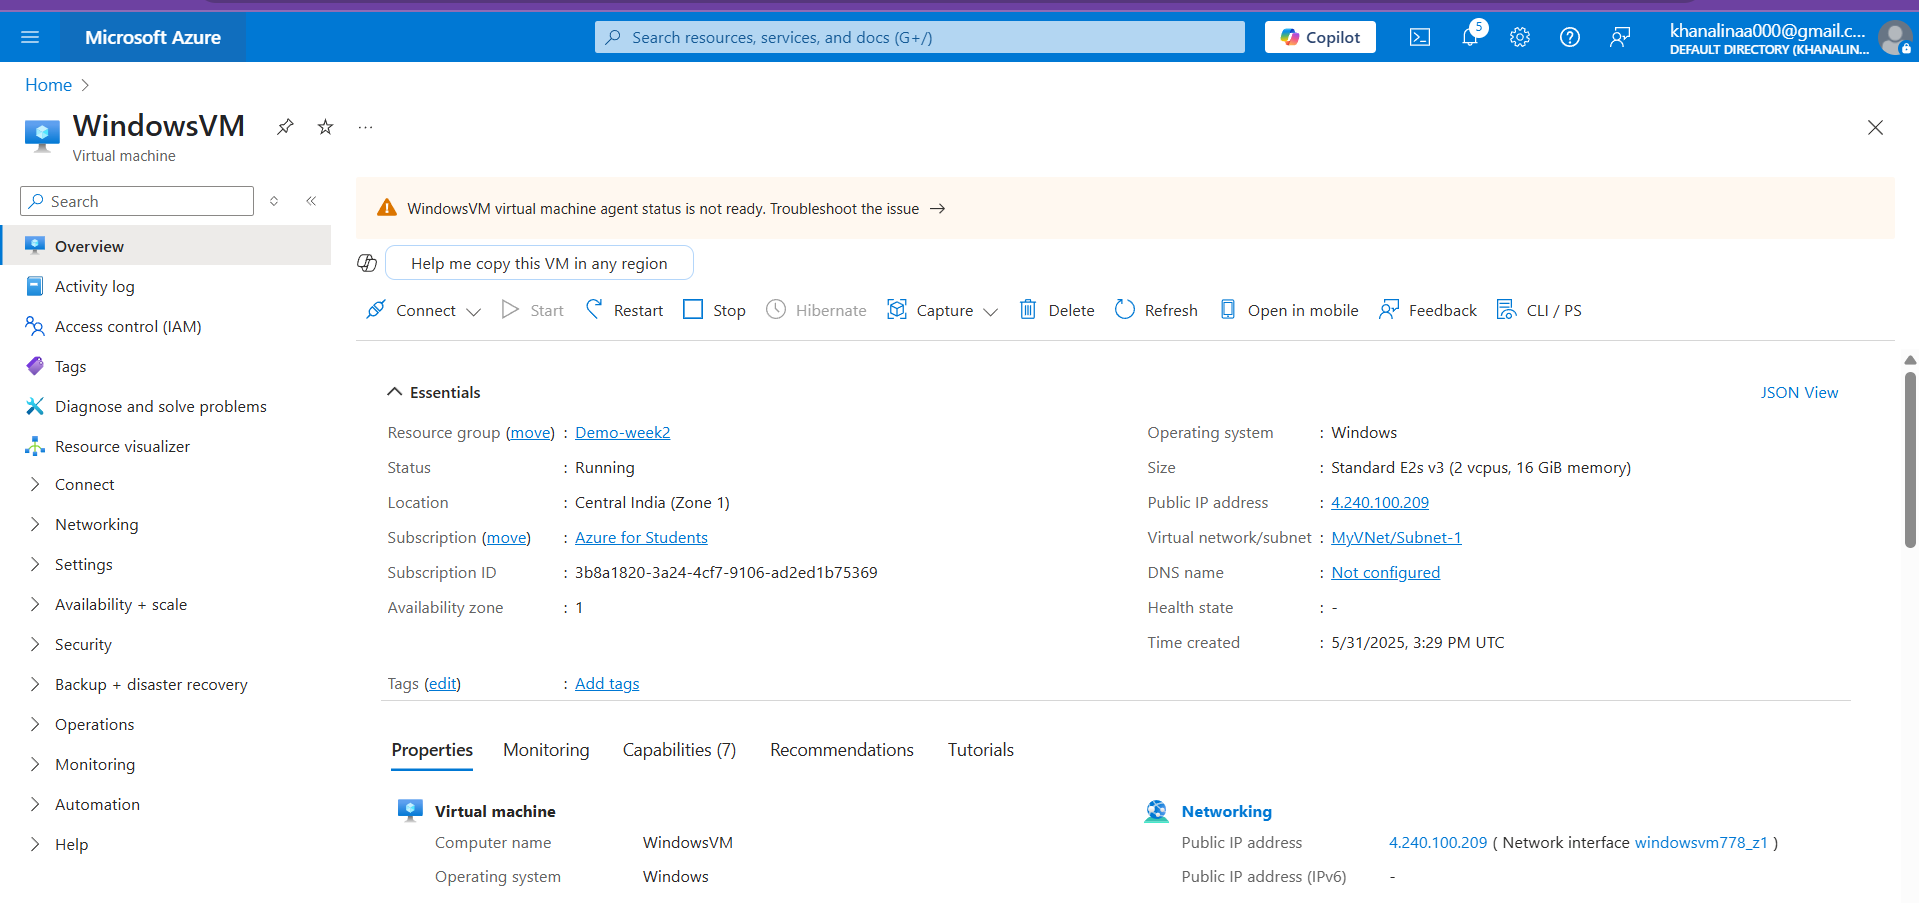 Microsoft Azure
Search resources, services, and docs (G+/)
Copilot
5
khanalinaa000@gmail.c...
DEFAULT DIRECTORY (KHANALIN...
Home
WindowsVM
Virtual machine
Search
WindowsVM virtual machine agent status is not ready. Troubleshoot the issue
Help me copy this VM in any region
Connect Start Restart Stop Hibernate Capture Delete Refresh Open in mobile Feedback CLI / PS
Overview
Activity log
Access control (IAM)
Tags
Diagnose and solve problems
Resource visualizer
Connect
Networking
Settings
Availability + scale
Security
Backup + disaster recovery
Operations
Monitoring
Automation
Help
Essentials
JSON View
Resource group (move) : Demo-week2
Status : Running
Location : Central India (Zone 1)
Subscription (move) : Azure for Students
Subscription ID : 3b8a1820-3a24-4cf7-9106-ad2ed1b75369
Availability zone : 1
Operating system : Windows
Size : Standard E2s v3 (2 vcpus, 16 GiB memory)
Public IP address : 4.240.100.209
Virtual network/subnet : MyVNet/Subnet-1
DNS name : Not configured
Health state : -
Time created : 5/31/2025, 3:29 PM UTC
Tags (edit) : Add tags
Properties Monitoring Capabilities (7) Recommendations Tutorials
Virtual machine
Computer name WindowsVM
Operating system Windows
Networking
Public IP address 4.240.100.209 ( Network interface windowsvm778_z1 )
Public IP address (IPv6) -